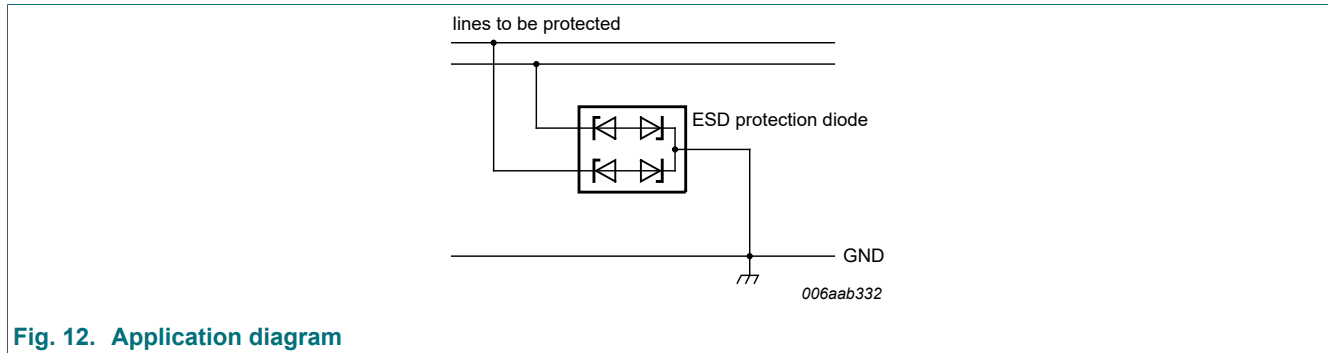 lines to be protected
ESD protection diode
GND
006aab332
Fig. 12. Application diagram